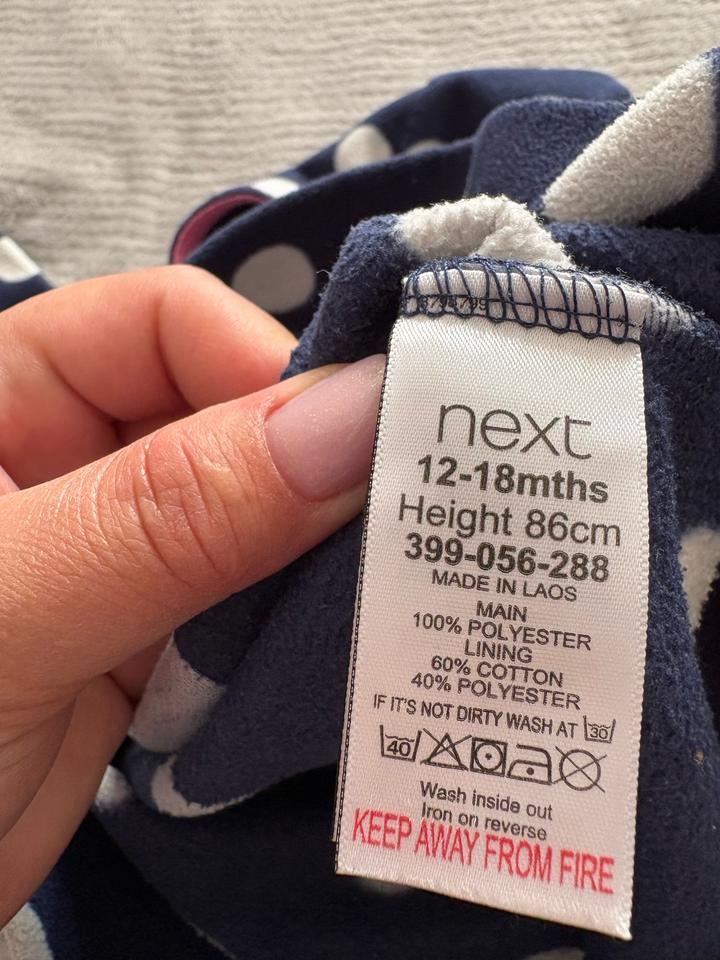 next
12-18mths
Height 86cm
399-056-288
MADE IN LAOS
MAIN
100% POLYESTER
LINING
60% COTTON
40% POLYESTER
IF IT'S NOT DIRTY WASH AT 30
40
Wash inside out
Iron on reverse
KEEP AWAY FROM FIRE